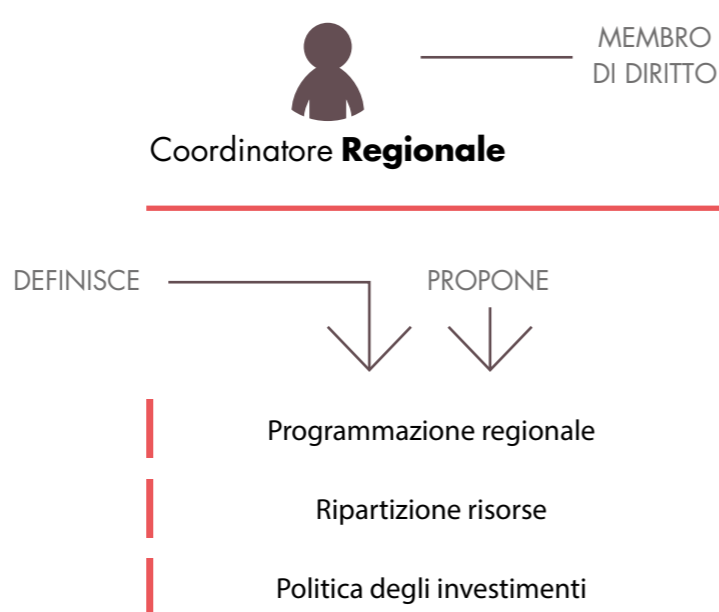 MEMBRO
DI DIRITTO
Coordinatore Regionale
DEFINISCE
PROPONE
Programmazione regionale
Ripartizione risorse
Politica degli investimenti